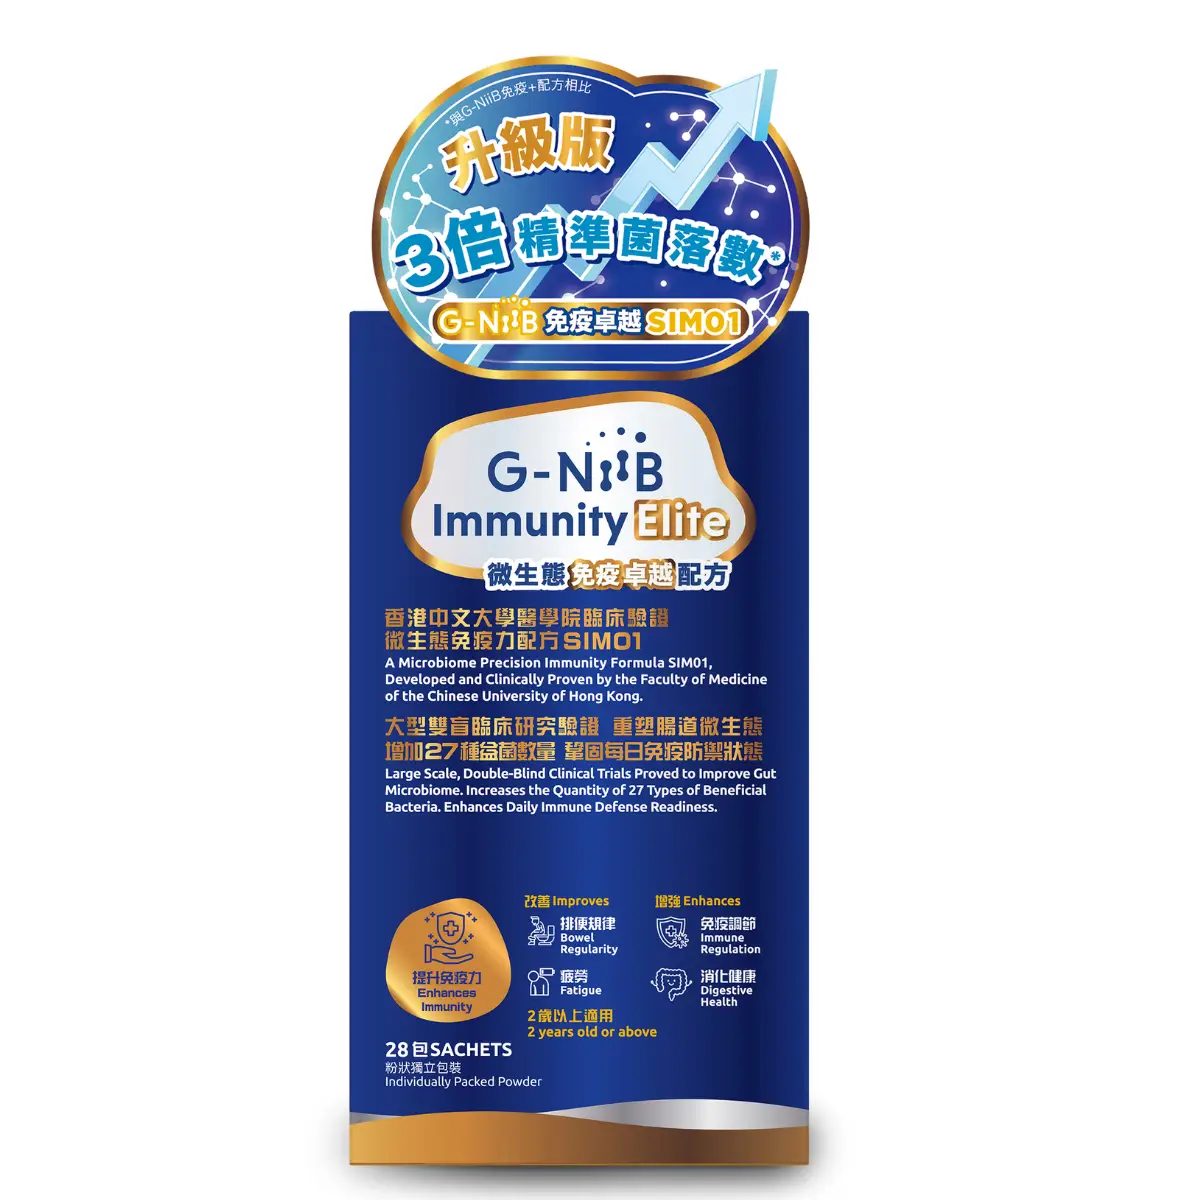 *與G-NiiB免疫+配方相比
升級版
3倍精準菌落數*
G-NiiB 免疫卓越 SIM01
G-NiiB
Immunity Elite
微生態免疫卓越配方
香港中文大學醫學院臨床驗證
微生態免疫力配方SIM01
A Microbiome Precision Immunity Formula SIM01,
Developed and Clinically Proven by the Faculty of Medicine
of the Chinese University of Hong Kong.
大型雙盲臨床研究驗證 重塑腸道微生態
增加27種益菌數量 鞏固每日免疫防禦狀態
Large Scale, Double-Blind Clinical Trials Proved to Improve Gut
Microbiome. Increases the Quantity of 27 Types of Beneficial
Bacteria. Enhances Daily Immune Defense Readiness.
改善 Improves
排便規律
Bowel
Regularity
疲勞
Fatigue
增強 Enhances
免疫調節
Immune
Regulation
消化健康
Digestive
Health
提升免疫力
Enhances
Immunity
2歲以上適用
2 years old or above
28包SACHETS
粉狀獨立包裝
Individually Packed Powder